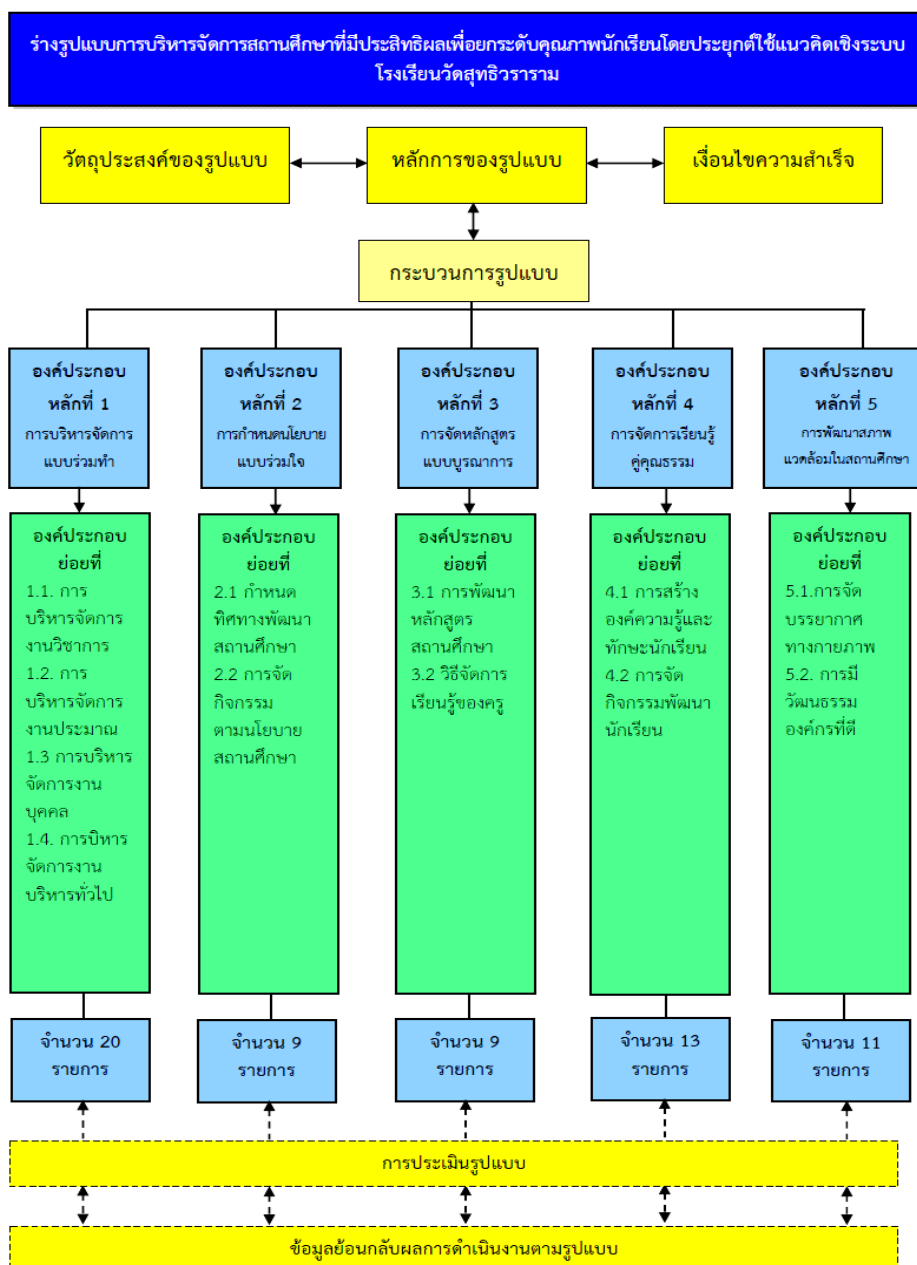 ร่างรูปแบบการบริหารจัดการสถานศึกษาที่มีประสิทธิผลเพื่อยกระดับคุณภาพนักเรียนโดยประยุกต์ใช้แนวคิดเชิงระบบ
โรงเรียนวัดสุทธิวราราม
วัตถุประสงค์ของรูปแบบ
หลักการของรูปแบบ
เงื่อนไขความสำเร็จ
กระบวนการรูปแบบ
องค์ประกอบ
หลักที่ 1
การบริหารจัดการ
แบบร่วมทำ
องค์ประกอบ
หลักที่ 2
การกำหนดนโยบาย
แบบร่วมใจ
องค์ประกอบ
หลักที่ 3
การจัดหลักสูตร
แบบบูรณาการ
องค์ประกอบ
หลักที่ 4
การจัดการเรียนรู้
คู่คุณธรรม
องค์ประกอบ
หลักที่ 5
การพัฒนาสภาพ
แวดล้อมในสถานศึกษา
องค์ประกอบ
ย่อยที่
1.1. การ
บริหารจัดการ
งานวิชาการ
1.2. การ
บริหารจัดการ
งานประมาณ
1.3 การบริหาร
จัดการงาน
บุคคล
1.4. การบิหาร
จัดการงาน
บริหารทั่วไป
องค์ประกอบ
ย่อยที่
2.1 กำหนด
ทิศทางพัฒนา
สถานศึกษา
2.2 การจัด
กิจกรรม
ตามนโยบาย
สถานศึกษา
องค์ประกอบ
ย่อยที่
3.1 การพัฒนา
หลักสูตร
สถานศึกษา
3.2 วิธีจัดการ
เรียนรู้ของครู
องค์ประกอบ
ย่อยที่
4.1 การสร้าง
องค์ความรู้และ
ทักษะนักเรียน
4.2 การจัด
กิจกรรมพัฒนา
นักเรียน
องค์ประกอบ
ย่อยที่
5.1.การจัด
บรรยากาศ
ทางกายภาพ
5.2. การมี
วัฒนธรรม
องค์กรที่ดี
จำนวน 20
รายการ
จำนวน 9
รายการ
จำนวน 9
รายการ
จำนวน 13
รายการ
จำนวน 11
รายการ
การประเมินรูปแบบ
ข้อมูลย้อนกลับผลการดำเนินงานตามรูปแบบ